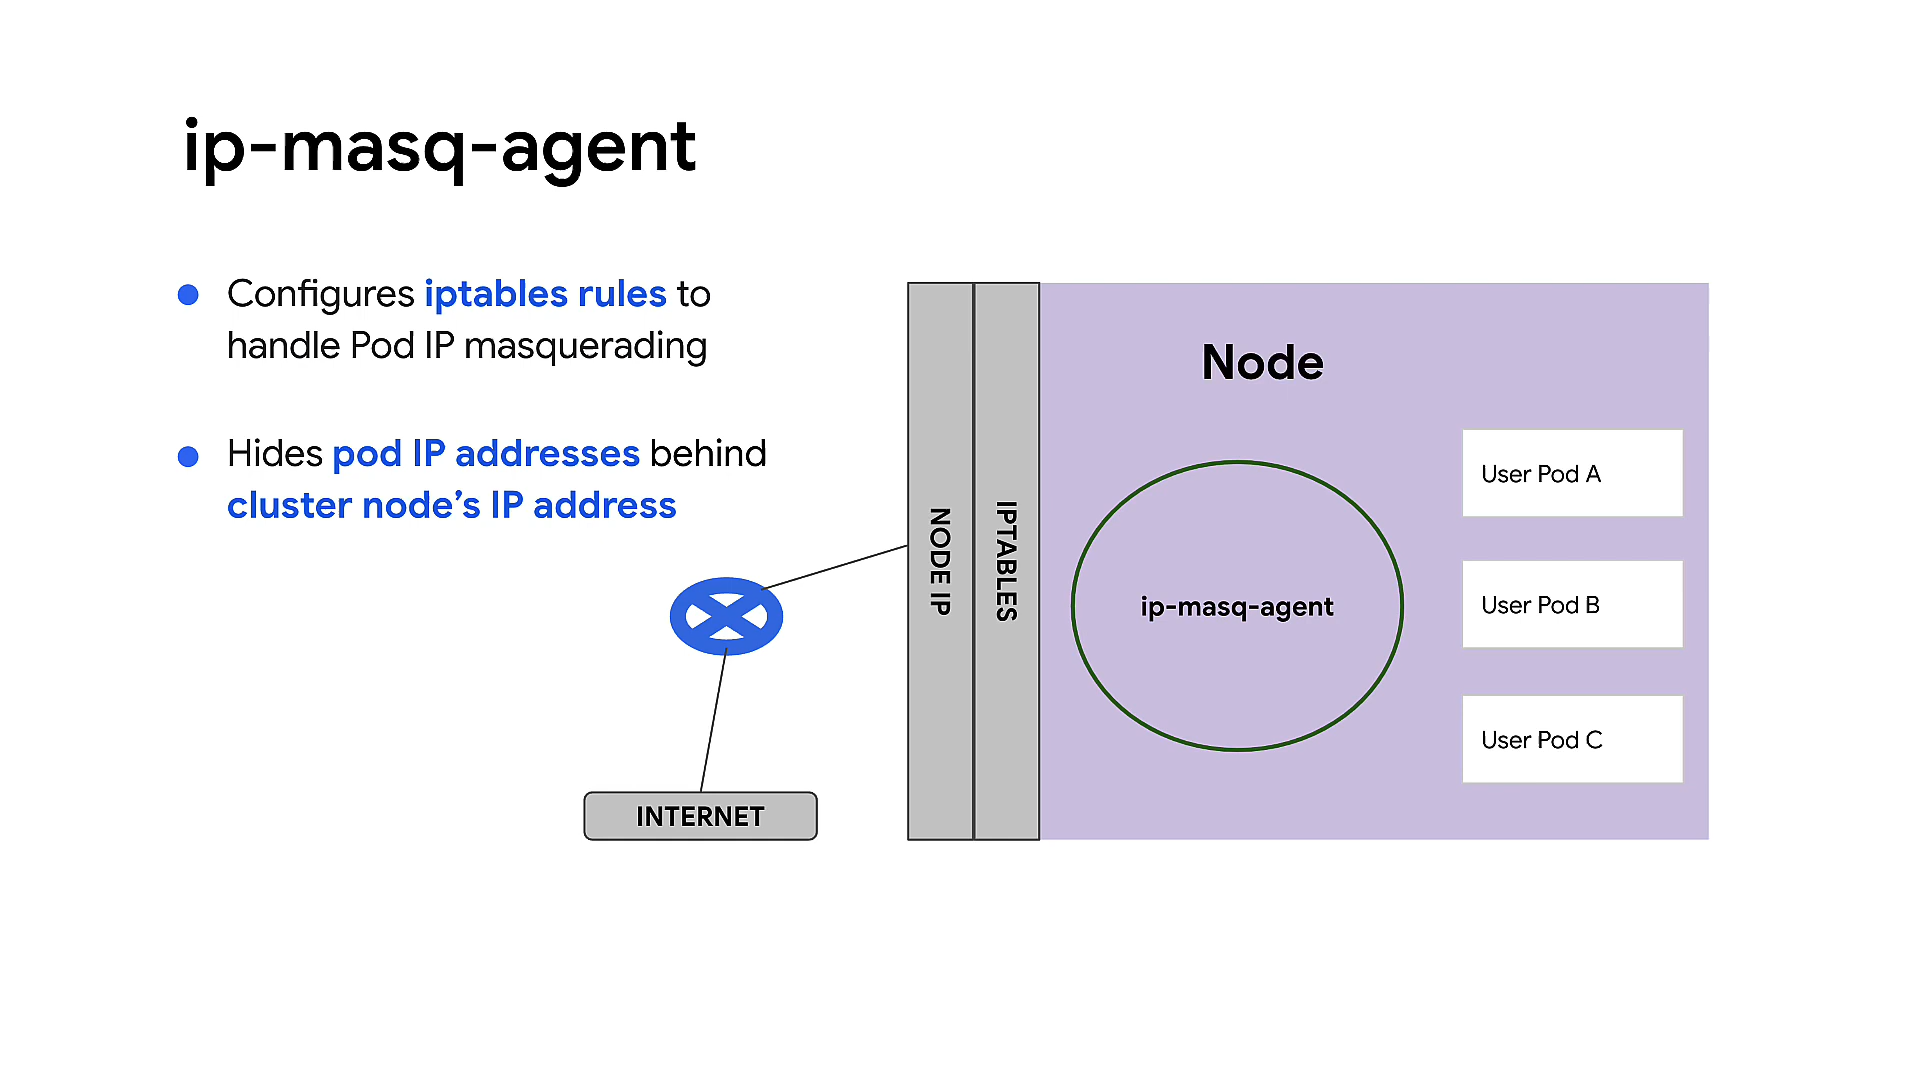 ip-masq-agent
Configures iptables rules to
handle Pod IP masquerading
Hides pod IP addresses behind
cluster node’s IP address
INTERNET
NODE IP
IPTABLES
Node
ip-masq-agent
User Pod A
User Pod B
User Pod C